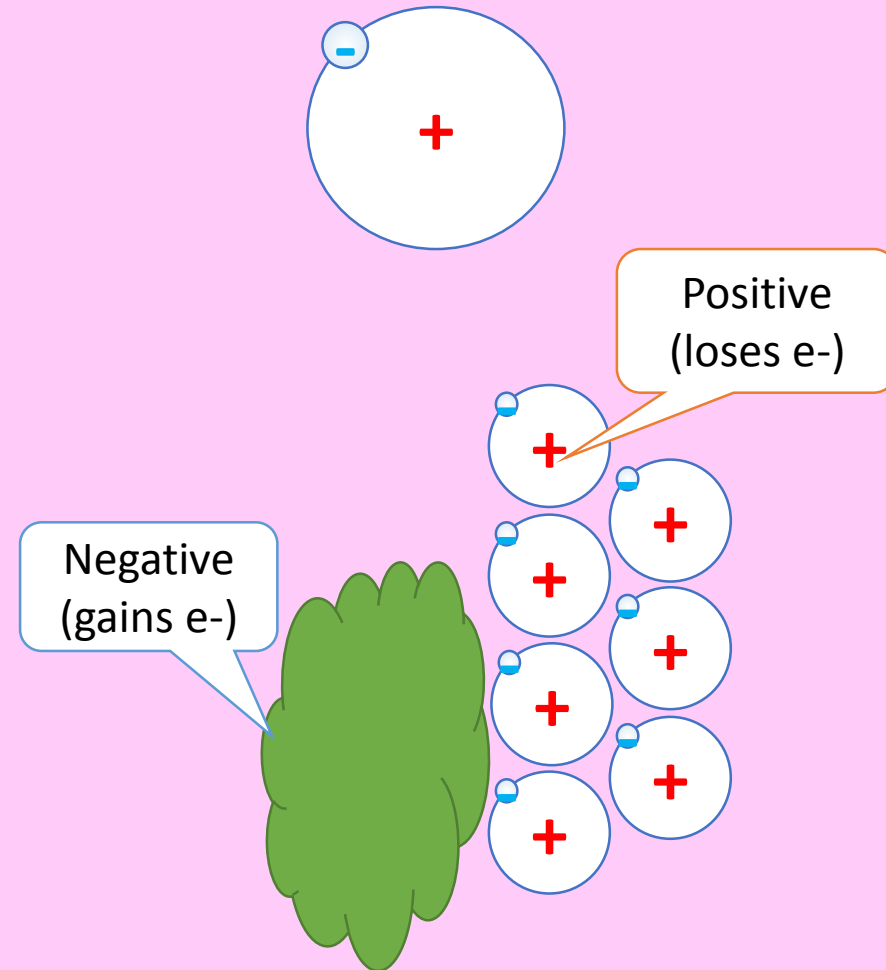 -
+
Positive
(loses e-)
+
+
Negative
(gains e-)
+
+
+
+
+